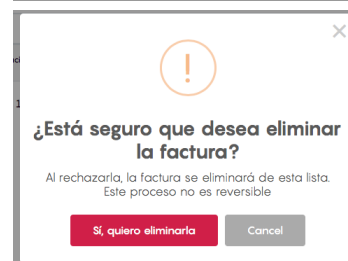 ¿Está seguro que desea eliminar
la factura?
Al rechazarla, la factura se eliminará de esta lista.
Este proceso no es reversible
Sí, quiero eliminarla
Cancel